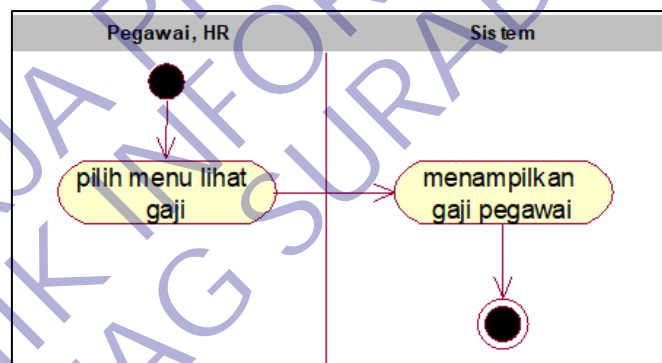 Pegawai, HR
Sistem
pilih menu lihat
gaji
menampilkan
gaji pegawai